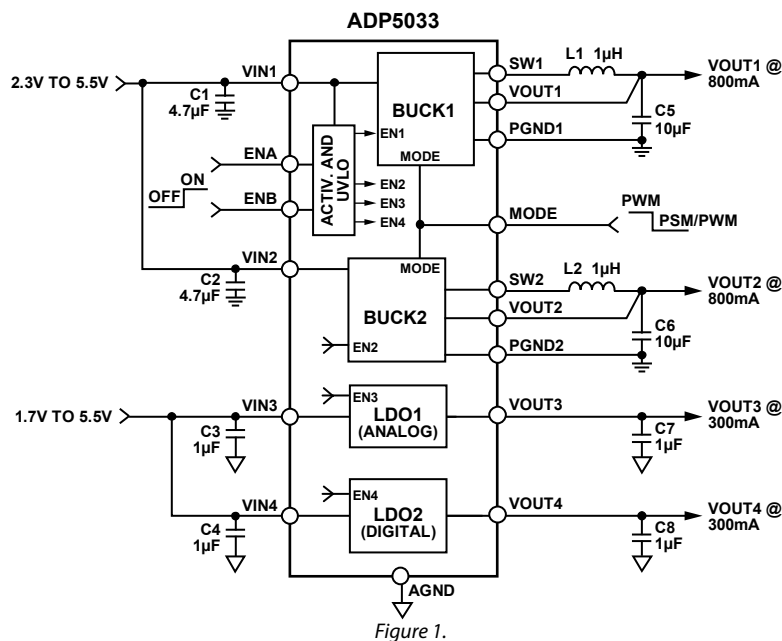 ADP5033
2.3V TO 5.5V
VIN1
C1
4.7µF
BUCK1
MODE
SW1
L1 1µH
VOUT1 @
800mA
VOUT1
C5
10µF
PGND1
ACTIV. AND
UVLO
EN1
EN2
EN3
EN4
ENA
ENB
OFF
ON
MODE
PWM
PSM/PWM
VIN2
C2
4.7µF
MODE
BUCK2
EN2
SW2
L2 1µH
VOUT2 @
800mA
VOUT2
C6
10µF
PGND2
1.7V TO 5.5V
VIN3
C3
1µF
EN3
LDO1
(ANALOG)
VOUT3
VOUT3 @
300mA
C7
1µF
VIN4
C4
1µF
EN4
LDO2
(DIGITAL)
VOUT4
VOUT4 @
300mA
C8
1µF
AGND
Figure 1.